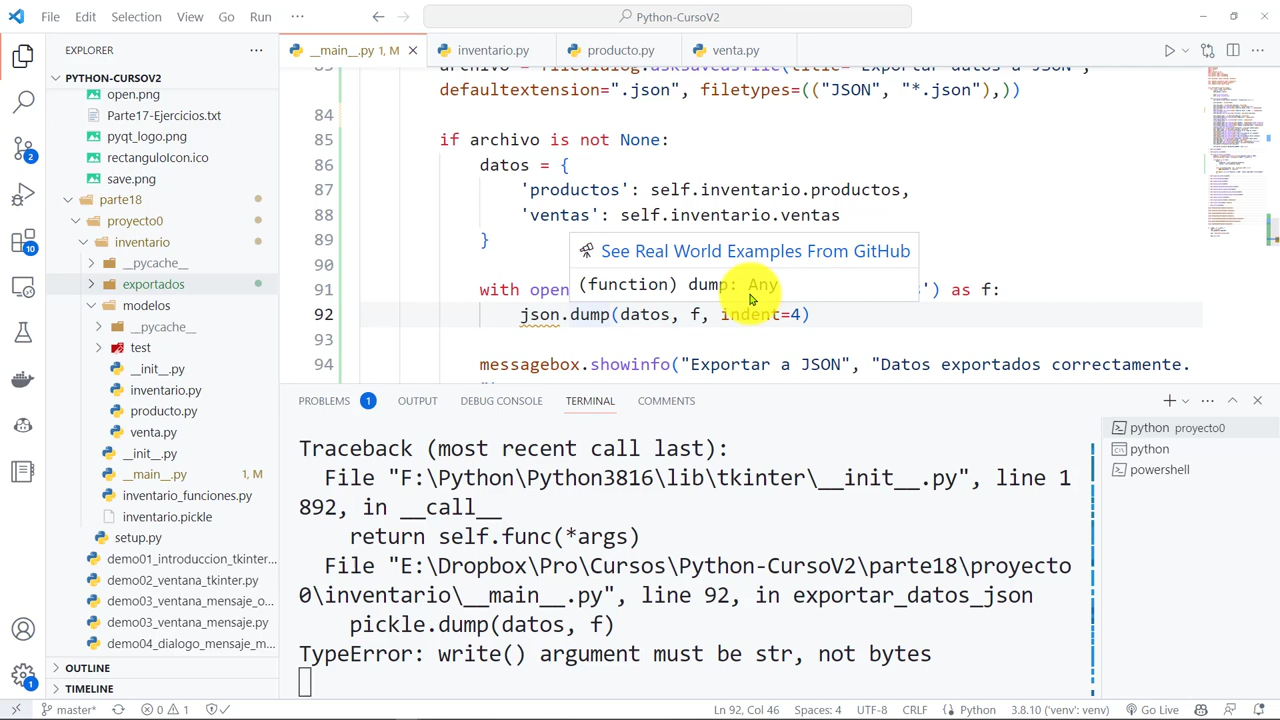 File Edit Selection View Go Run ··· Python-CursoV2
EXPLORER ···
PYTHON-CURSOV2
open.png
Parte17-Ejercicios.txt
qt_logo.png
rectangulo.ico
save.png
parte18
proyecto0
inventario
__pycache__
exportados
modelos
__pycache__
test
__init__.py
inventario.py
producto.py
venta.py
__init__.py
__main__.py 1, M
inventario_funciones.py
inventario.pickle
setup.py
demo01_introduccion_tkinter...
demo02_ventana_tkinter.py
demo03_ventana_mensaje_o...
demo03_ventana_mensaje.py
demo04_dialogo_mensaje_m...
OUTLINE
TIMELINE
2
10
1
__main__.py 1, M
inventario.py
producto.py
venta.py
defaultextension=".json", filetypes=(("JSON", "*.json"),))
84
85 if archivo is not None:
86 datos = {
87 'productos': self.inventario.productos,
88 'ventas': self.inventario.ventas
89 }
90
See Real World Examples From GitHub
(function) dump: Any
91 with open ') as f:
92 json.dump(datos, f, indent=4)
93
94 messagebox.showinfo("Exportar a JSON", "Datos exportados correctamente.
PROBLEMS 1 OUTPUT DEBUG CONSOLE TERMINAL COMMENTS
python proyecto0
python
powershell
Traceback (most recent call last):
File "F:\Python\Python3816\lib\tkinter\__init__.py", line 1
892, in __call__
return self.func(*args)
File "E:\Dropbox\Pro\Cursos\Python-CursoV2\parte18\proyecto
0\inventario\__main__.py", line 92, in exportar_datos_json
pickle.dump(datos, f)
TypeError: write() argument must be str, not bytes
master* 0 1 Ln 92, Col 46 Spaces: 4 UTF-8 CRLF Python 3.8.10 ('venv': venv) Go Live